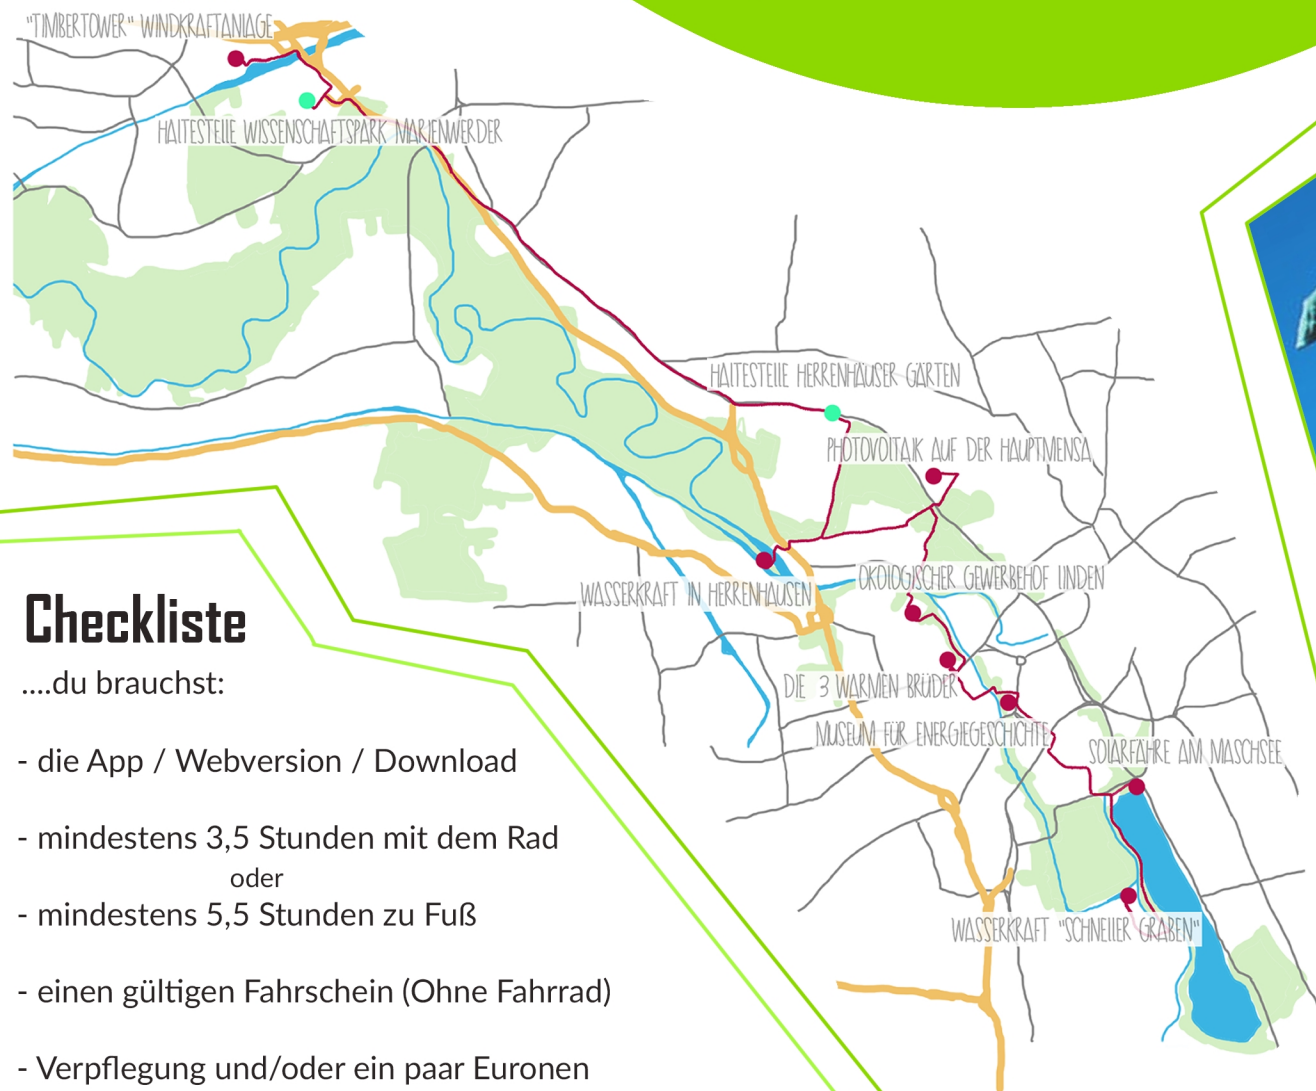 "TIMBERTOWER" WINDKRAFTANLAGE
HALTESTELLE WISSENSCHAFTSPARK MARIENWERDER
HALTESTELLE HERRENHÄUSER GÄRTEN
PHOTOVOLTAIK AUF DER HAUPTMENSA
WASSERKRAFT IN HERRENHAUSEN
ÖKOLOGISCHER GEWERBEHOF LINDEN
DIE 3 WARMEN BRÜDER
MUSEUM FÜR ENERGIEGESCHICHTE
SOLARFÄHRE AM MASCHSEE
WASSERKRAFT "SCHNELLER GRABEN"
Checkliste
....du brauchst:
- die App / Webversion / Download
- mindestens 3,5 Stunden mit dem Rad
oder
- mindestens 5,5 Stunden zu Fuß
- einen gültigen Fahrschein (Ohne Fahrrad)
- Verpflegung und/oder ein paar Euronen